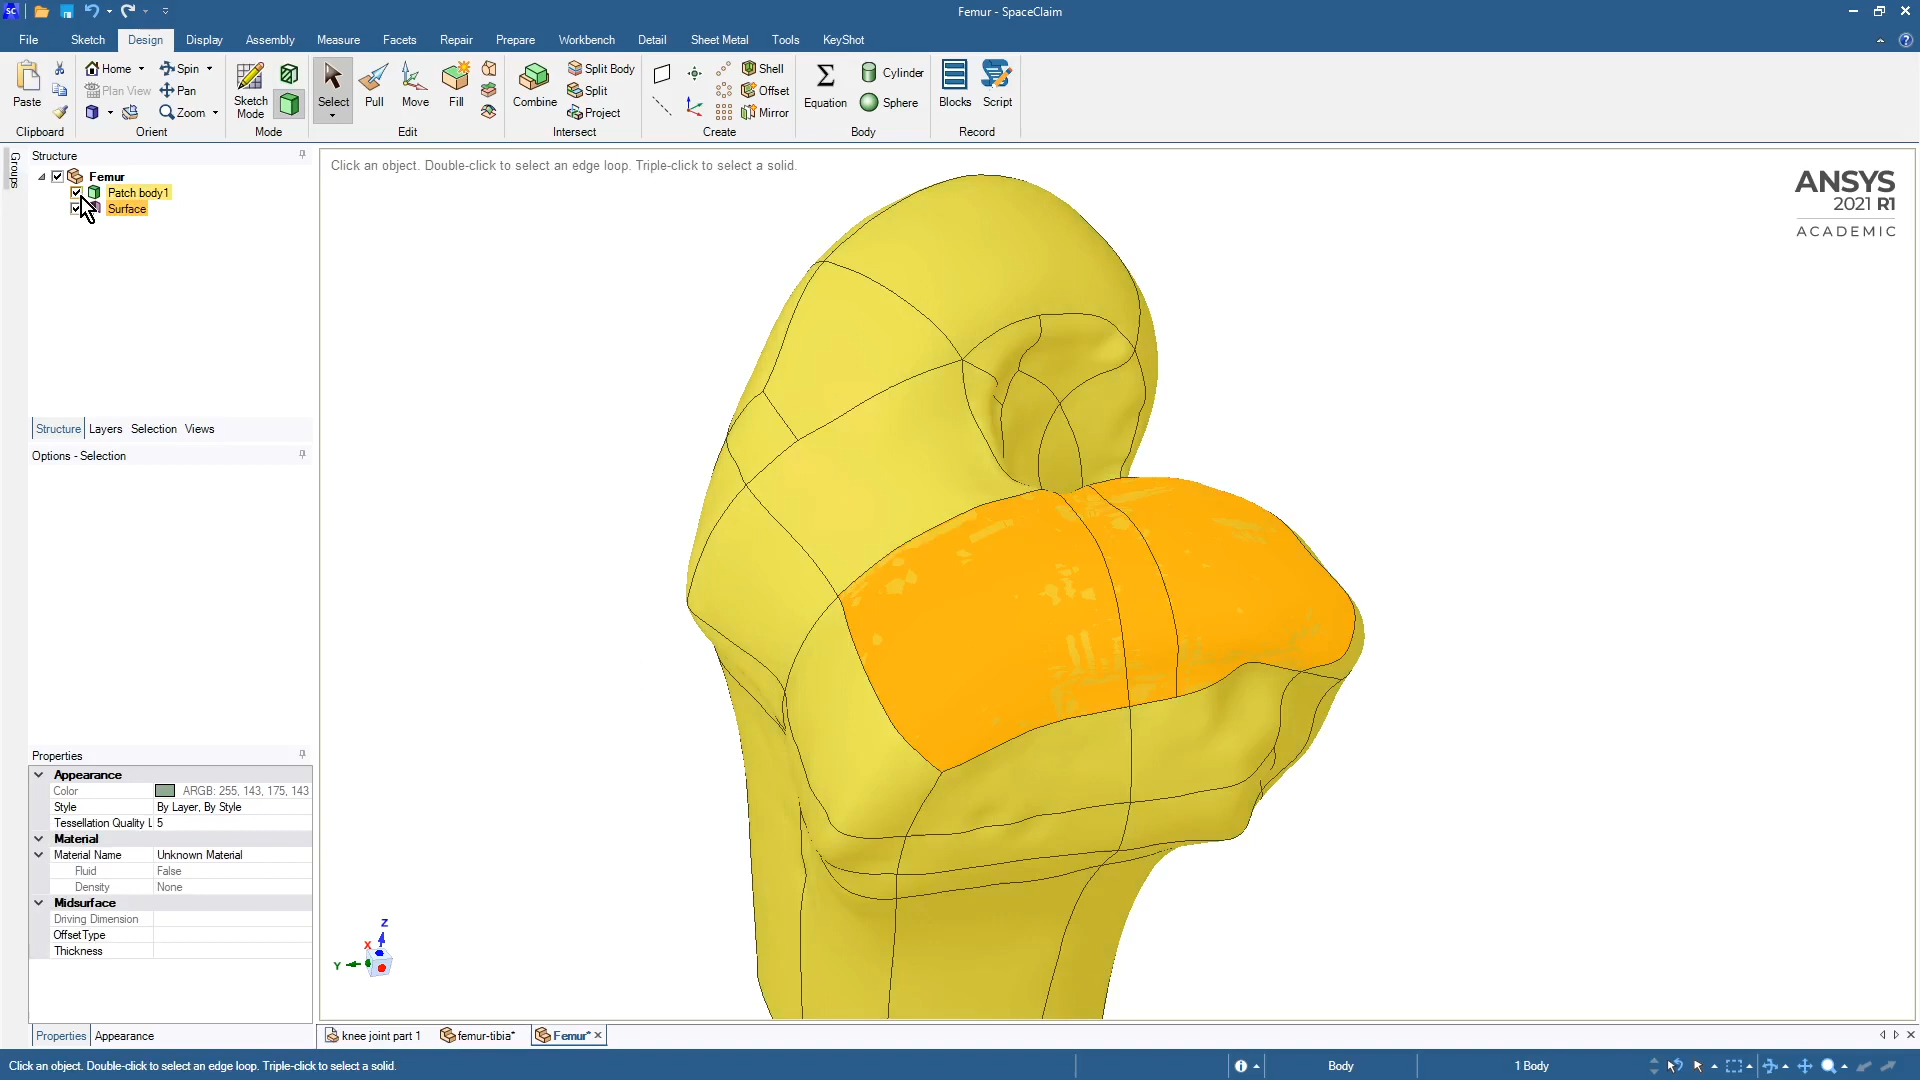 SC
Femur - SpaceClaim
File Sketch Design Display Assembly Measure Facets Repair Prepare Workbench Detail Sheet Metal Tools KeyShot
Paste
Clipboard
Home Spin
Plan View Pan
Zoom
Orient
Sketch Mode
Mode
Select Pull Move Fill
Edit
Combine
Split Body
Split
Project
Intersect
Shell
Offset
Mirror
Create
Equation
Cylinder
Sphere
Body
Blocks Script
Record
Groups
Structure
Femur
Patch body1
Surface
Structure Layers Selection Views
Options - Selection
Properties
Appearance
Color ARGB: 255, 143, 175, 143
Style By Layer, By Style
Tessellation Quality L 5
Material
Material Name Unknown Material
Fluid False
Density None
Midsurface
Driving Dimension
Offset Type
Thickness
Properties Appearance
Click an object. Double-click to select an edge loop. Triple-click to select a solid.
ANSYS
2021 R1
ACADEMIC
Z
X
Y
knee joint part 1 femur-tibia* Femur*
Click an object. Double-click to select an edge loop. Triple-click to select a solid. Body 1 Body